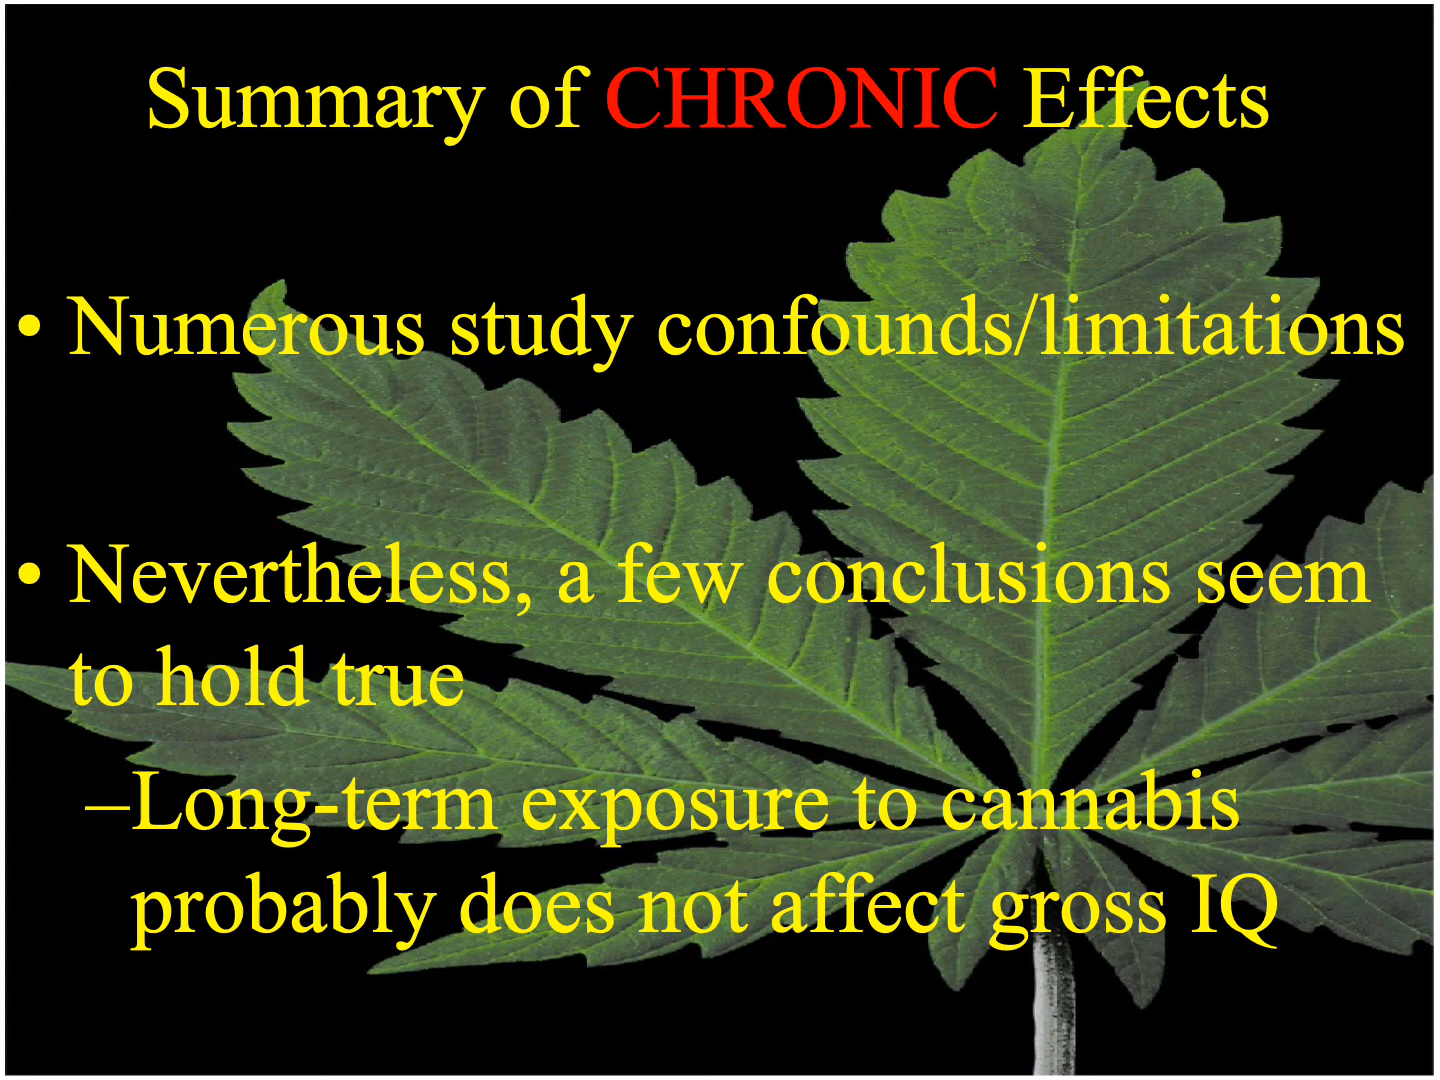 Summary of CHRONIC Effects
• Numerous study confounds/limitations
• Nevertheless, a few conclusions seem
to hold true
–Long-term exposure to cannabis
probably does not affect gross IQ